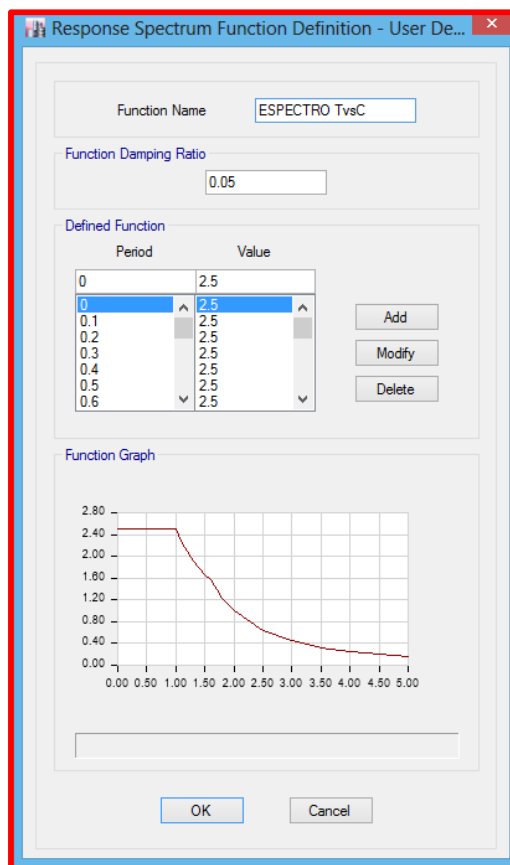 Response Spectrum Function Definition - User De...
Function Name ESPECTRO TvsC
Function Damping Ratio
0.05
Defined Function
Period Value
0 2.5
0 2.5
0.1 2.5
0.2 2.5
0.3 2.5
0.4 2.5
0.5 2.5
0.6 2.5
Add
Modify
Delete
Function Graph
2.80
2.40
2.00
1.60
1.20
0.80
0.40
0.00
0.00 0.50 1.00 1.50 2.00 2.50 3.00 3.50 4.00 4.50 5.00
OK Cancel